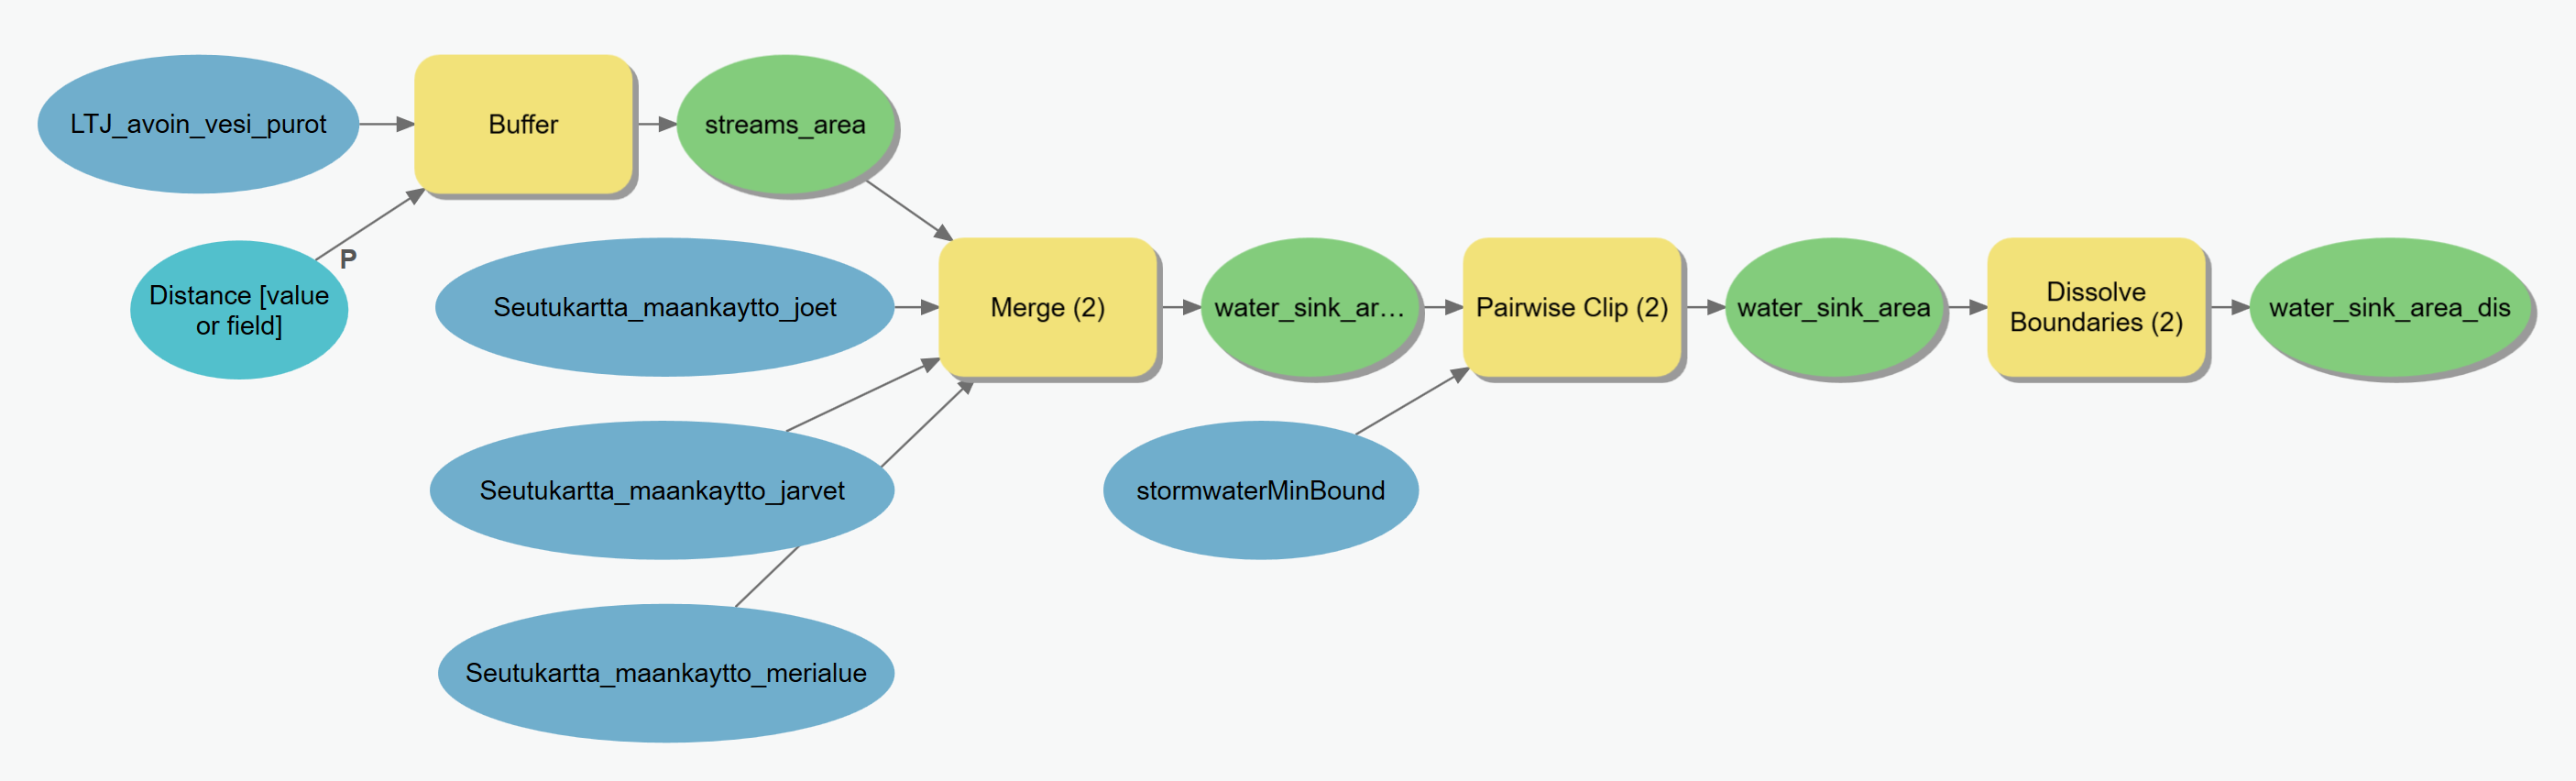 LTJ_avoin_vesi_purot
Buffer
streams_area
P
Distance [value
or field]
Seutukartta_maankaytto_joet
Merge (2)
water_sink_ar...
Pairwise Clip (2)
water_sink_area
Dissolve
Boundaries (2)
water_sink_area_dis
Seutukartta_maankaytto_jarvet
stormwaterMinBound
Seutukartta_maankaytto_merialue